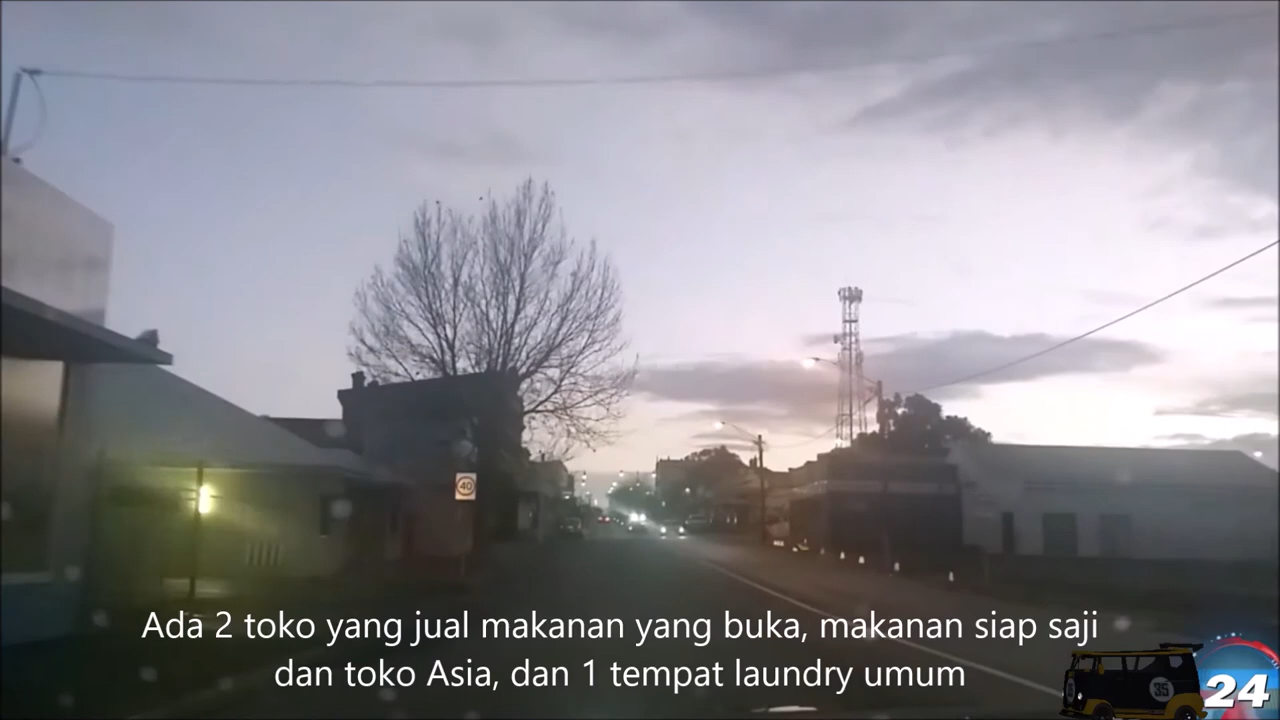 40
Ada 2 toko yang jual makanan yang buka, makanan siap saji
dan toko Asia, dan 1 tempat laundry umum
35
24